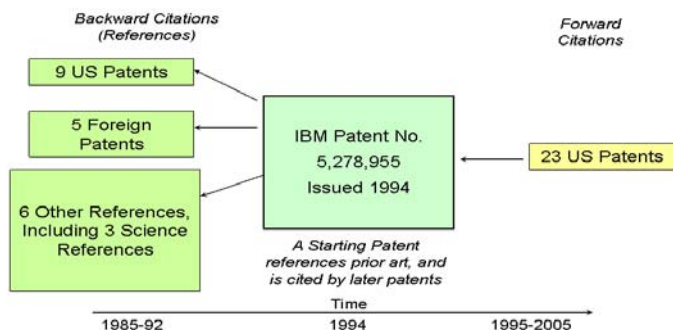 Backward Citations
(References)
Forward
Citations
9 US Patents
5 Foreign
Patents
6 Other References,
Including 3 Science
References
IBM Patent No.
5,278,955
Issued 1994
23 US Patents
A Starting Patent
references prior art, and
is cited by later patents
Time
1985-92
1994
1995-2005